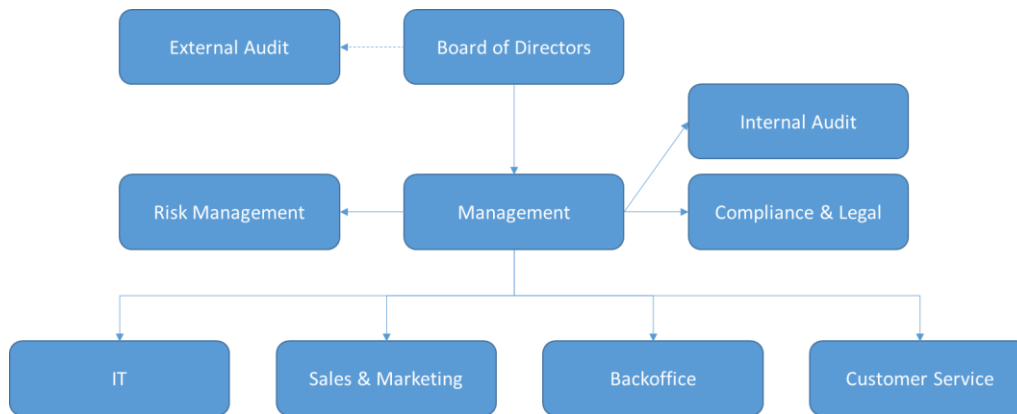 External Audit
Board of Directors
Internal Audit
Risk Management
Management
Compliance & Legal
IT
Sales & Marketing
Backoffice
Customer Service